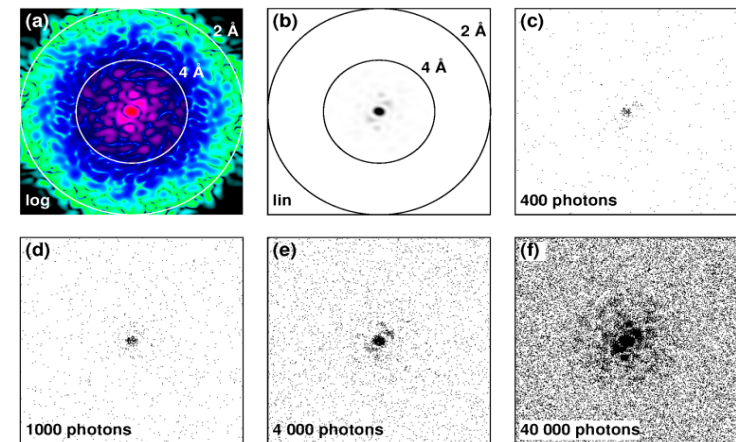 (a)
2 Å
4 Å
log
(b)
2 Å
4 Å
lin
(c)
400 photons
(d)
1000 photons
(e)
4 000 photons
(f)
40 000 photons